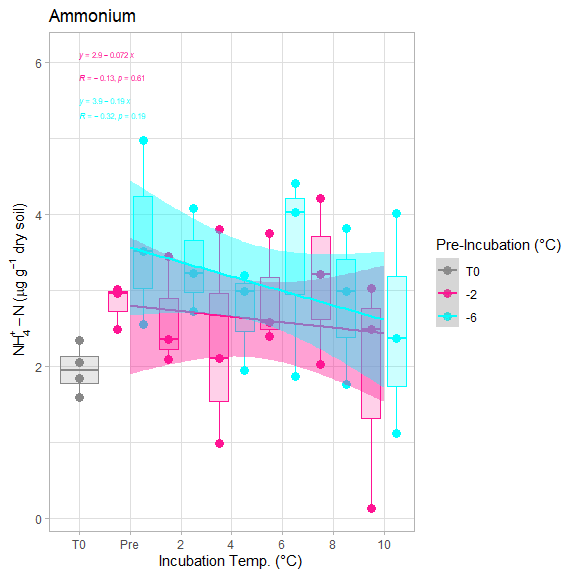 Ammonium
y = 2.9 − 0.072 x
R = − 0.13, p = 0.61
y = 3.9 − 0.19 x
R = − 0.32, p = 0.19
6
4
2
0
NH₄⁺ − N (µg g⁻¹ dry soil)
T0 Pre 2 4 6 8 10
Incubation Temp. (°C)
Pre-Incubation (°C)
T0
-2
-6